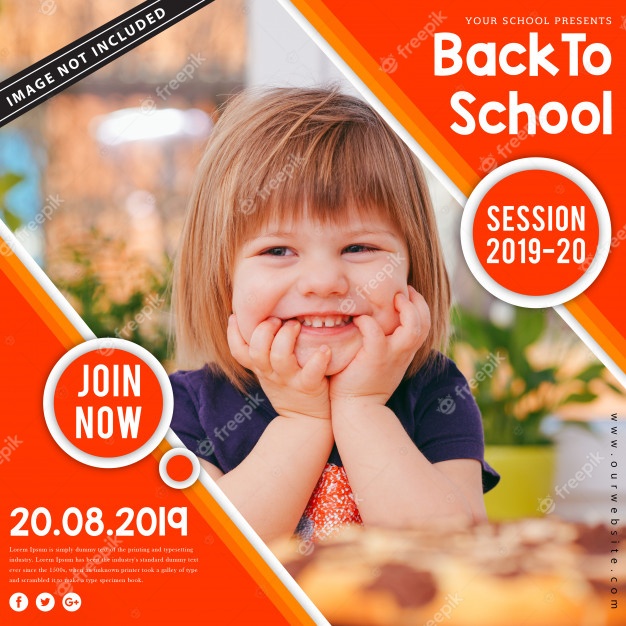 IMAGE NOT INCLUDED
YOUR SCHOOL PRESENTS
Back To
School
SESSION
2019-20
JOIN
NOW
www.ourwebsite.com
20.08.2019
Lorem Ipsum is simply dummy text of the printing and typesetting
industry. Lorem Ipsum has been the industry's standard dummy text
ever since the 1500s, when an unknown printer took a galley of type
and scrambled it to make type specimen book.
freepik